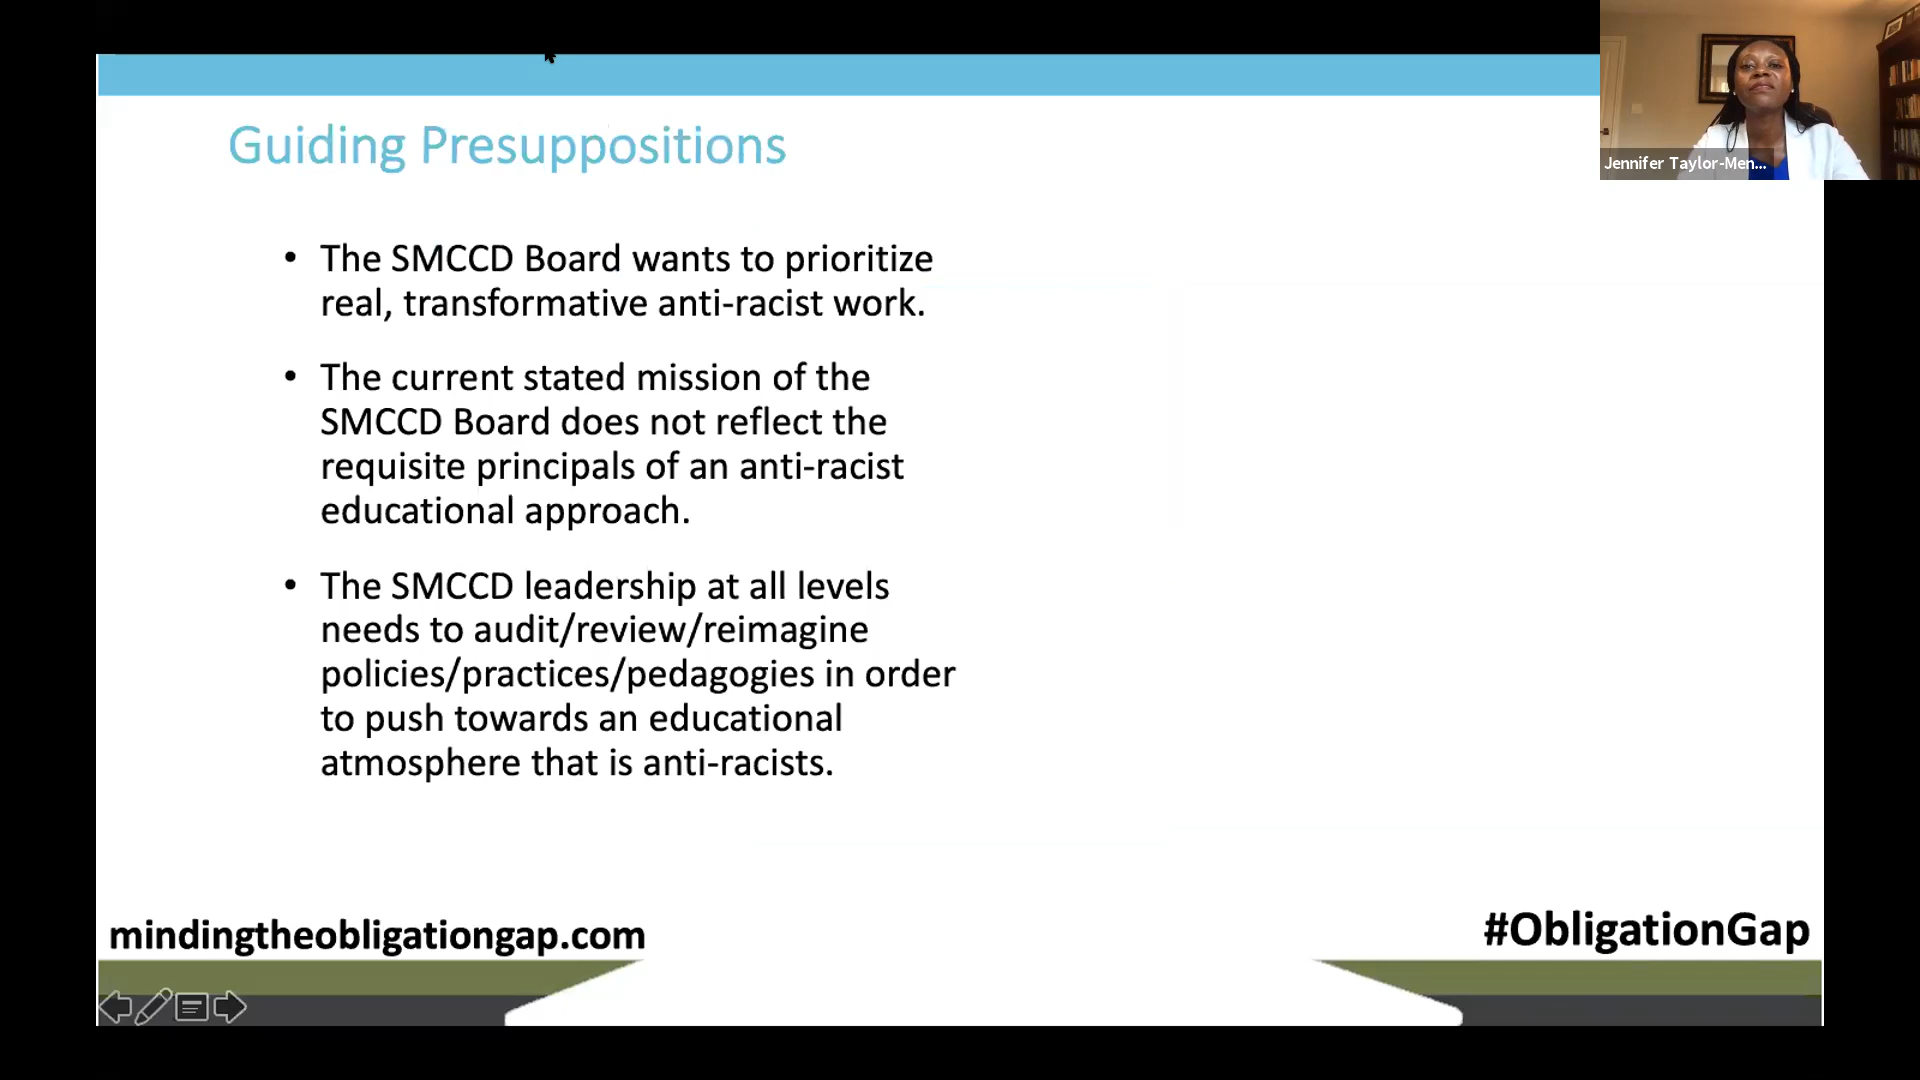 Guiding Presuppositions
Jennifer Taylor-Men...
• The SMCCD Board wants to prioritize
real, transformative anti-racist work.
• The current stated mission of the
SMCCD Board does not reflect the
requisite principals of an anti-racist
educational approach.
• The SMCCD leadership at all levels
needs to audit/review/reimagine
policies/practices/pedagogies in order
to push towards an educational
atmosphere that is anti-racists.
mindingtheobligationgap.com
#ObligationGap